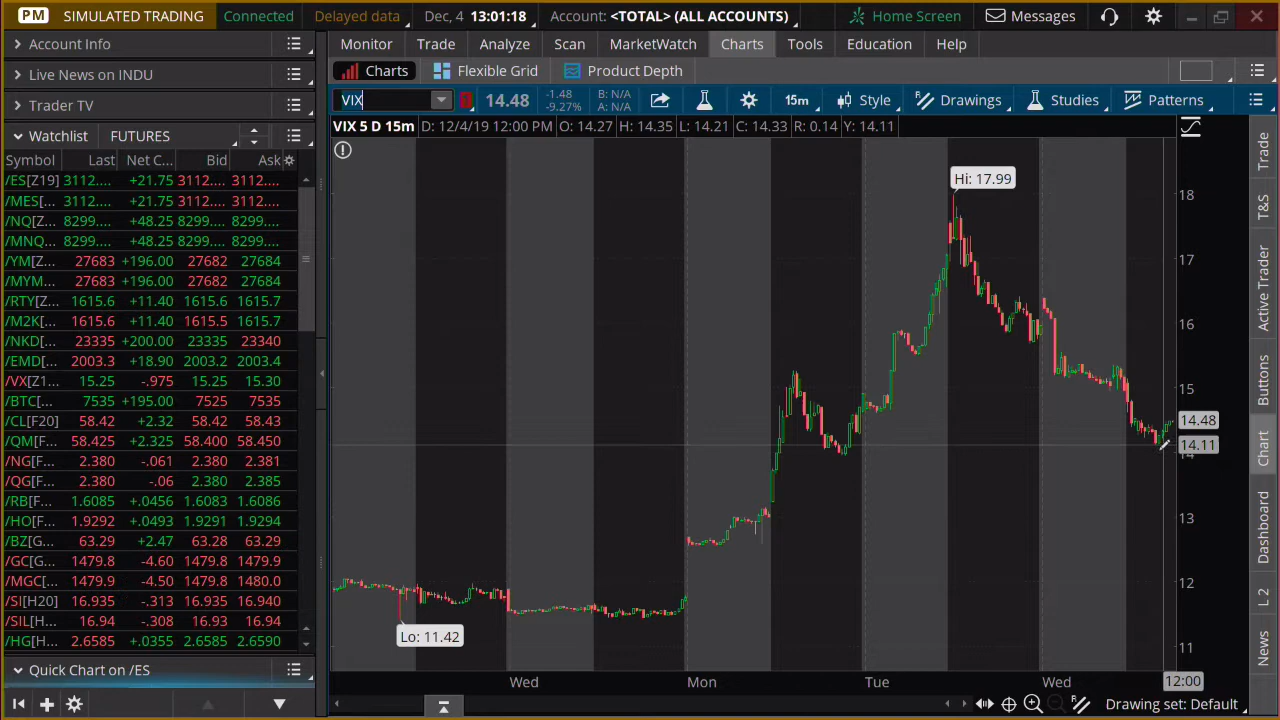 PM SIMULATED TRADING Connected Delayed data Dec, 4 13:01:18 Account: <TOTAL> (ALL ACCOUNTS) Home Screen Messages
Account Info
Live News on INDU
Trader TV
Watchlist FUTURES
Symbol Last Net C... Bid Ask
/ES[Z19] 3112.... +21.75 3112.... 3112....
/MES[... 3112.... +21.75 3112.... 3112....
/NQ[Z... 8299.... +48.25 8299.... 8299....
/MNQ... 8299.... +48.25 8299.... 8299....
/YM[Z... 27683 +196.00 27682 27684
/MYM... 27683 +196.00 27682 27684
/RTY[Z... 1615.6 +11.40 1615.6 1615.7
/M2K[... 1615.6 +11.40 1615.5 1615.7
/NKD[... 23335 +200.00 23335 23340
/EMD[... 2003.3 +18.90 2003.2 2003.4
/VX[Z1... 15.25 -.975 15.25 15.30
/BTC[... 7535 +195.00 7525 7535
/CL[F20] 58.42 +2.32 58.42 58.43
/QM[F... 58.425 +2.325 58.400 58.450
/NG[F... 2.380 -.061 2.380 2.381
/QG[F... 2.380 -.06 2.380 2.385
/RB[F... 1.6085 +.0456 1.6083 1.6086
/HO[F... 1.9292 +.0493 1.9291 1.9294
/BZ[G... 63.29 +2.47 63.28 63.29
/GC[G... 1479.8 -4.60 1479.8 1479.9
/MGC[... 1479.9 -4.50 1479.8 1480.0
/SI[H20] 16.935 -.313 16.935 16.940
/SIL[H... 16.94 -.308 16.93 16.94
/HG[H... 2.6585 +.0355 2.6585 2.6590
Quick Chart on /ES
Monitor Trade Analyze Scan MarketWatch Charts Tools Education Help
Charts Flexible Grid Product Depth
VIX 14.48 -1.48 -9.27% B: N/A A: N/A 15m Style Drawings Studies Patterns
VIX 5 D 15m D: 12/4/19 12:00 PM O: 14.27 H: 14.35 L: 14.21 C: 14.33 R: 0.14 Y: 14.11
Hi: 17.99
18
17
16
15
14.48
14.11
14
13
12
Lo: 11.42
11
Wed Mon Tue Wed 12:00
Drawing set: Default
Trade
T&S
Active Trader
Buttons
Chart
Dashboard
L 2
News